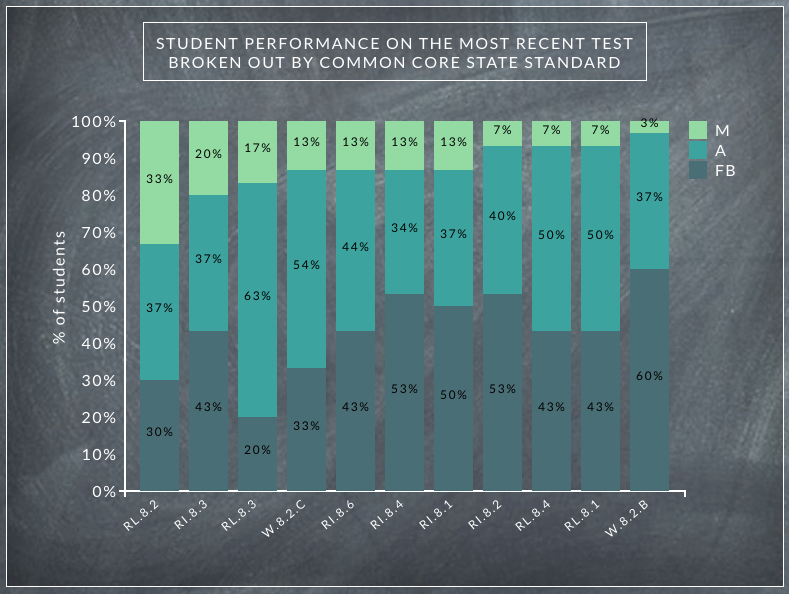 STUDENT PERFORMANCE ON THE MOST RECENT TEST
BROKEN OUT BY COMMON CORE STATE STANDARD
% of students
100%
90%
80%
70%
60%
50%
40%
30%
20%
10%
0%
33%
37%
30%
20%
37%
43%
17%
63%
20%
13%
54%
33%
13%
44%
43%
13%
34%
53%
13%
37%
50%
7%
40%
53%
7%
50%
43%
7%
50%
43%
3%
37%
60%
RL.8.2
RI.8.3
RL.8.3
W.8.2.C
RI.8.6
RI.8.4
RI.8.1
RI.8.2
RL.8.4
RL.8.1
W.8.2.B
M
A
FB